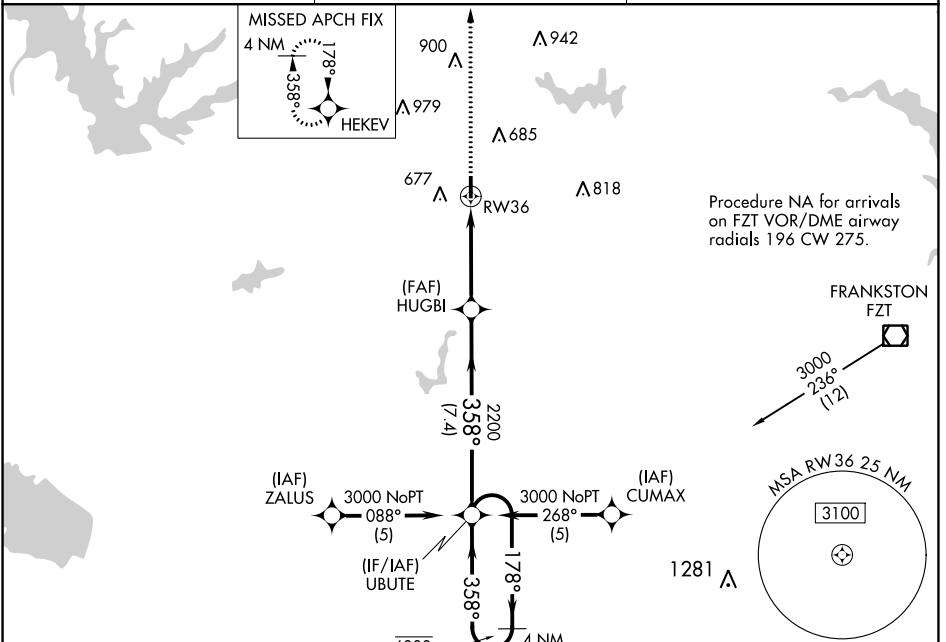 MISSED APCH FIX
4 NM
178°
358°
HEKEV
900
942
979
685
677
818
RW36
Procedure NA for arrivals
on FZT VOR/DME airway
radials 196 CW 275.
(FAF)
HUGBI
FRANKSTON
FZT
3000
236°
(12)
2200
358°
(7.4)
MSA RW36 25 NM
3100
(IAF)
ZALUS
3000 NoPT
088°
(5)
3000 NoPT
268°
(5)
(IAF)
CUMAX
(IF/IAF)
UBUTE
358°
178°
1281
4 NM